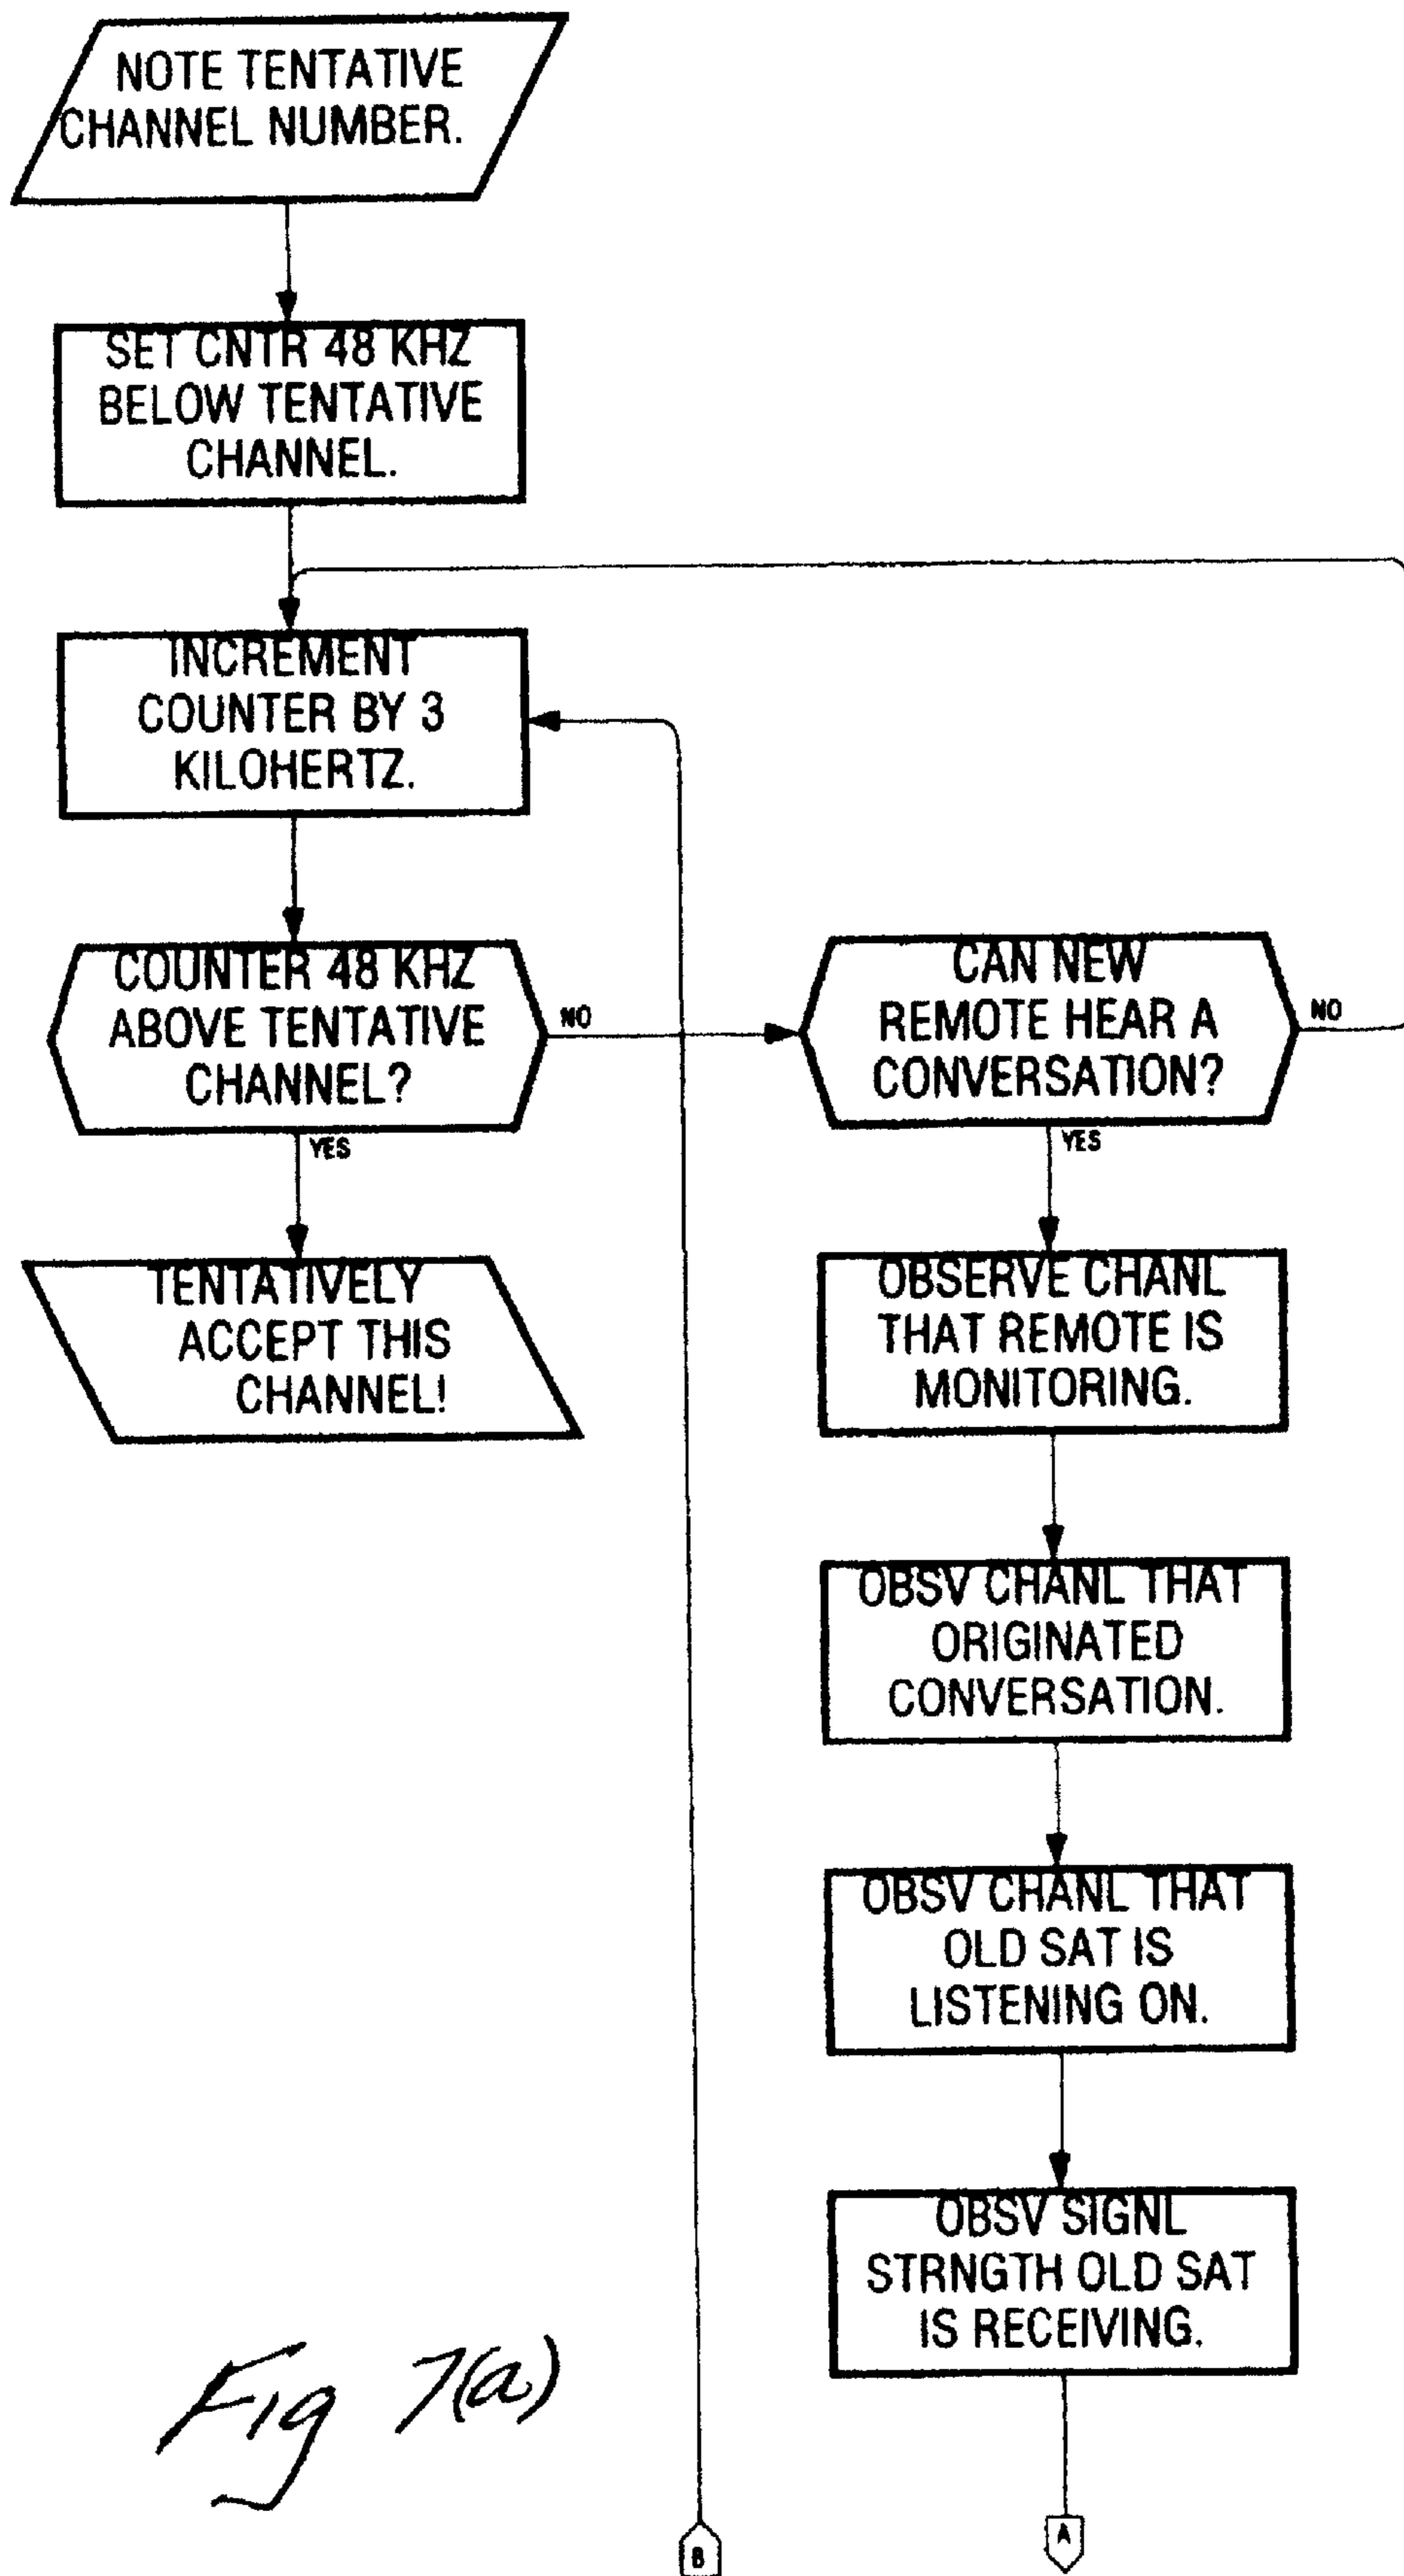 NOTE TENTATIVE
CHANNEL NUMBER.
SET CNTR 48 KHZ
BELOW TENTATIVE
CHANNEL.
INCREMENT
COUNTER BY 3
KILOHERTZ.
COUNTER 48 KHZ
ABOVE TENTATIVE
CHANNEL?
NO
YES
TENTATIVELY
ACCEPT THIS
CHANNEL!
CAN NEW
REMOTE HEAR A
CONVERSATION?
NO
YES
OBSERVE CHANL
THAT REMOTE IS
MONITORING.
OBSV CHANL THAT
ORIGINATED
CONVERSATION.
OBSV CHANL THAT
OLD SAT IS
LISTENING ON.
OBSV SIGNL
STRNGTH OLD SAT
IS RECEIVING.
Fig 7(a)
B
A